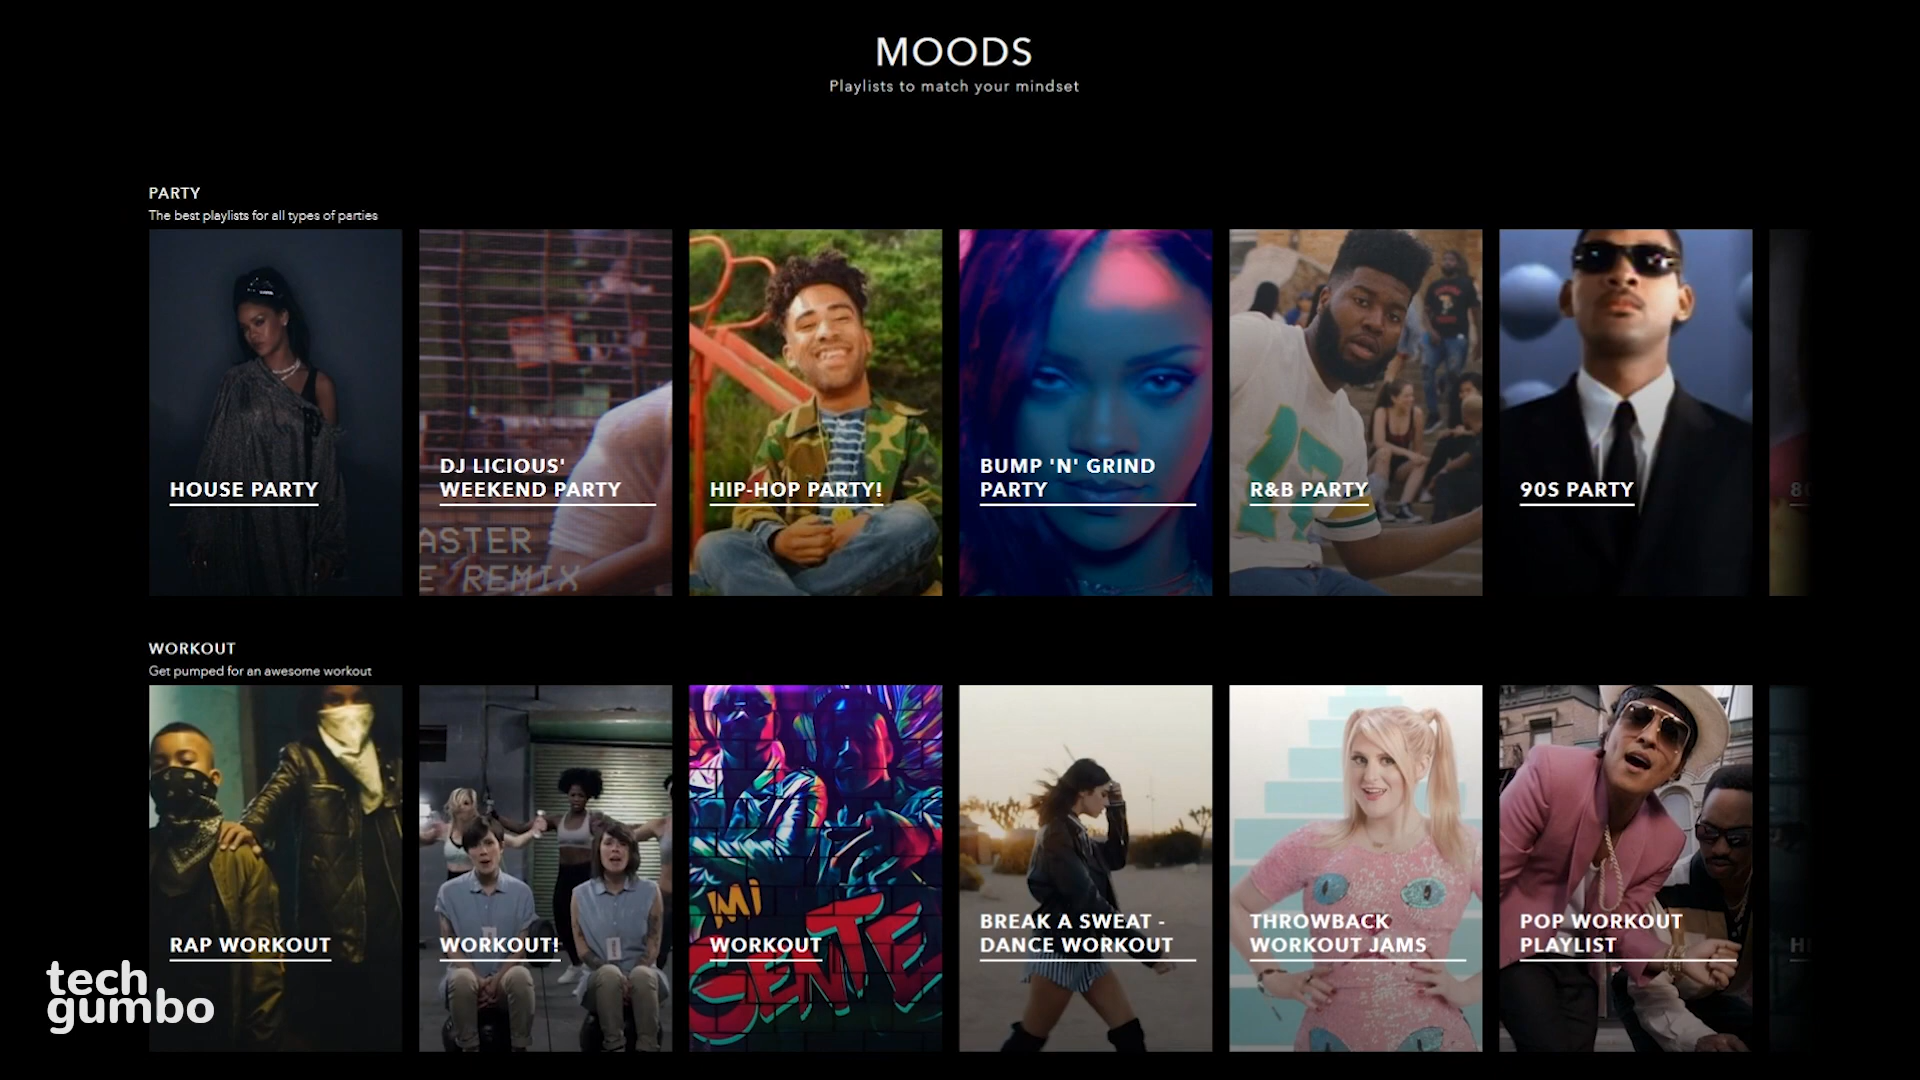 MOODS
Playlists to match your mindset
PARTY
The best playlists for all types of parties
HOUSE PARTY
DJ LICIOUS'
WEEKEND PARTY
ASTER
E REMIX
HIP-HOP PARTY!
BUMP 'N' GRIND
PARTY
R&B PARTY
17
90S PARTY
WORKOUT
Get pumped for an awesome workout
RAP WORKOUT
WORKOUT!
MI
GENTE
WORKOUT
BREAK A SWEAT -
DANCE WORKOUT
THROWBACK
WORKOUT JAMS
POP WORKOUT
PLAYLIST
tech
gumbo